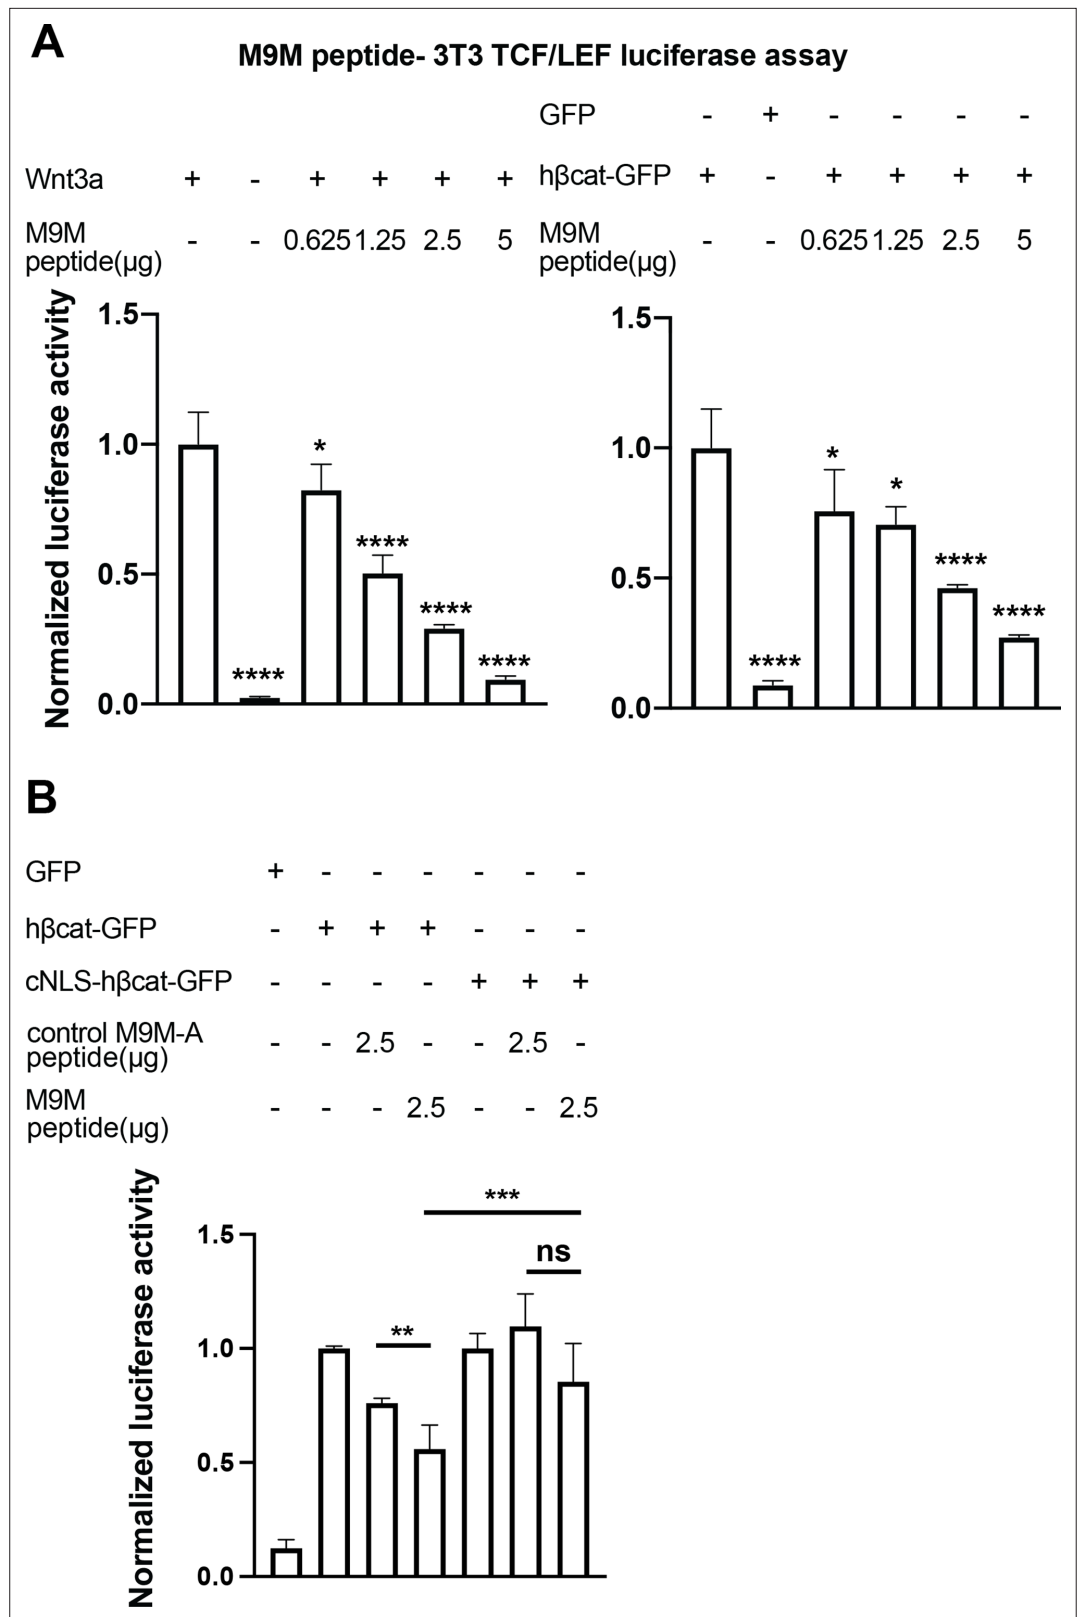 A
M9M peptide- 3T3 TCF/LEF luciferase assay
Wnt3a + - + + + +
M9M
peptide(µg) - - 0.625 1.25 2.5 5
Normalized luciferase activity
1.5
1.0
0.5
0.0
****
*
****
****
****
GFP - + - - - -
hβcat-GFP + - + + + +
M9M
peptide(µg) - - 0.625 1.25 2.5 5
1.5
1.0
0.5
0.0
****
*
*
****
****
B
GFP + - - - - - -
hβcat-GFP - + + + - - -
cNLS-hβcat-GFP - - - - + + +
control M9M-A
peptide(µg) - - 2.5 - - 2.5 -
M9M
peptide(µg) - - - 2.5 - - 2.5
Normalized luciferase activity
1.5
1.0
0.5
0.0
**
***
ns